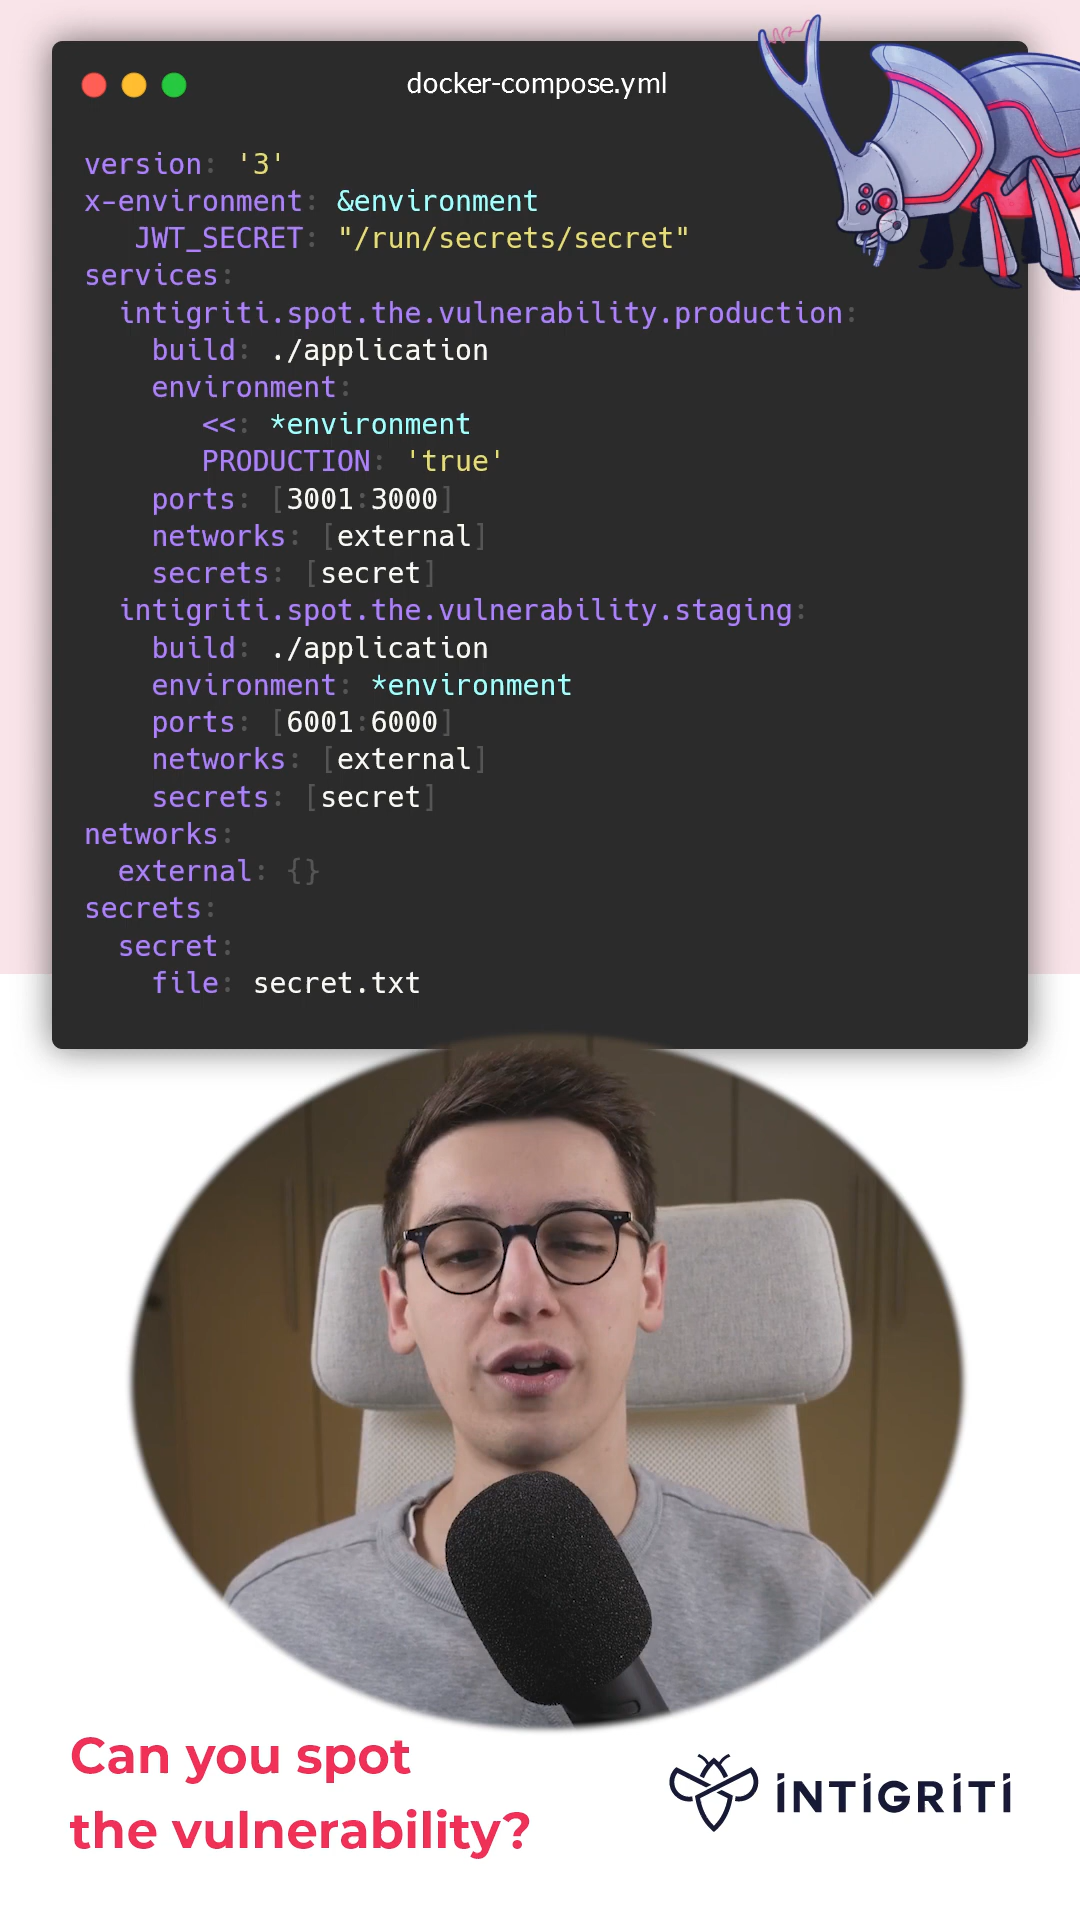 docker-compose.yml
version: '3'
x-environment: &environment
   JWT_SECRET: "/run/secrets/secret"
services:
  intigriti.spot.the.vulnerability.production:
    build: ./application
    environment:
       <<: *environment
       PRODUCTION: 'true'
    ports: [3001:3000]
    networks: [external]
    secrets: [secret]
  intigriti.spot.the.vulnerability.staging:
    build: ./application
    environment: *environment
    ports: [6001:6000]
    networks: [external]
    secrets: [secret]
networks:
  external: {}
secrets:
  secret:
    file: secret.txt
Can you spot
the vulnerability?
INTIGRITI